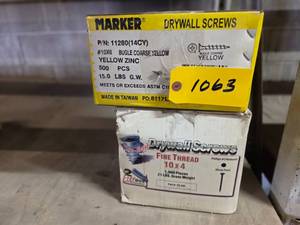 MARKER DRYWALL SCREWS
P/N: 11280(14CY)
#10X6 BUGLE COARSE YELLOW
YELLOW ZINC
500 PCS
15.0 LBS G.W.
MEETS OR EXCEEDS ASTM
MADE IN TAIWAN
YELLOW
1063
Drywall Screws
FINE THREAD
10 x 4